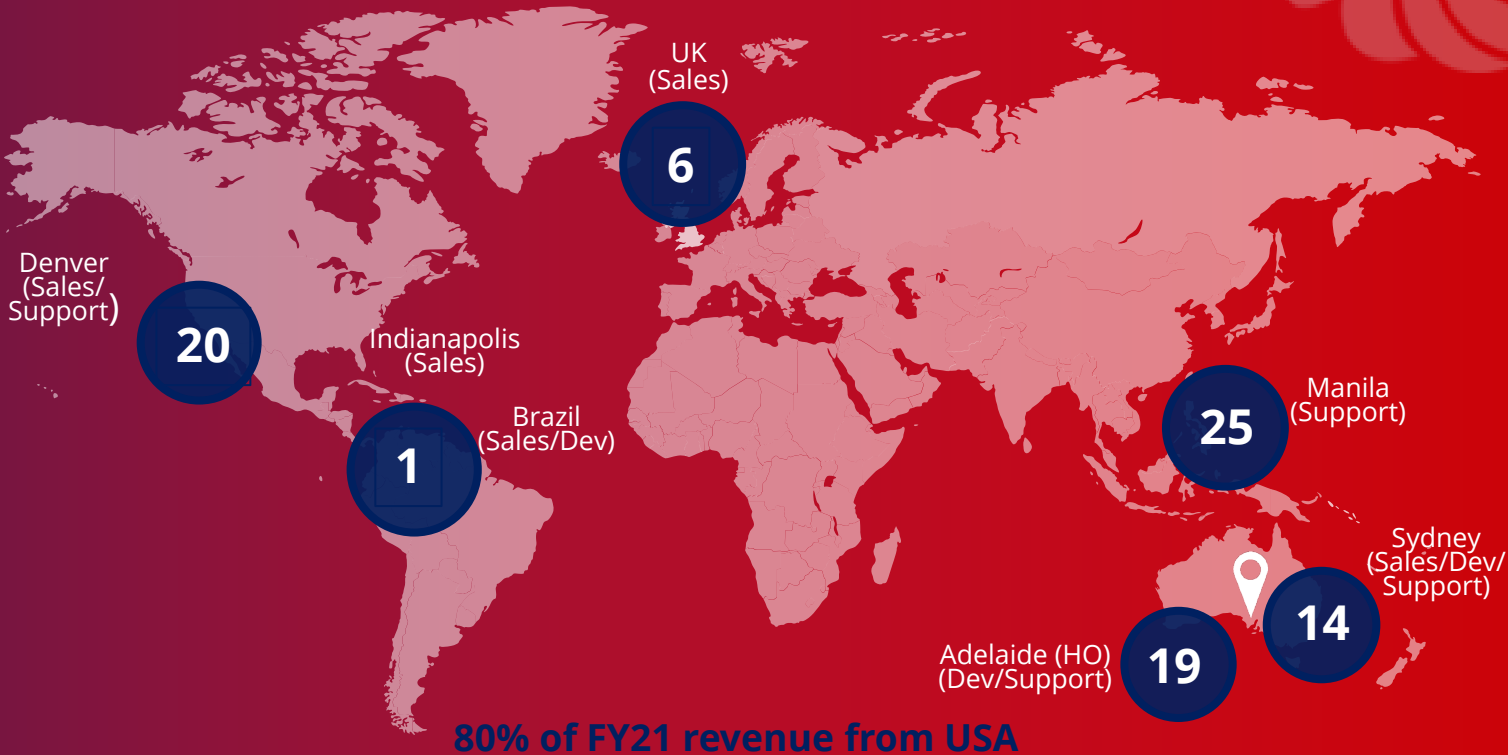 UK
(Sales)
6
Denver
(Sales/
Support)
20
Indianapolis
(Sales)
Brazil
(Sales/Dev)
1
Manila
(Support)
25
Sydney
(Sales/Dev/
Support)
14
Adelaide (HO)
(Dev/Support)
19
80% of FY21 revenue from USA